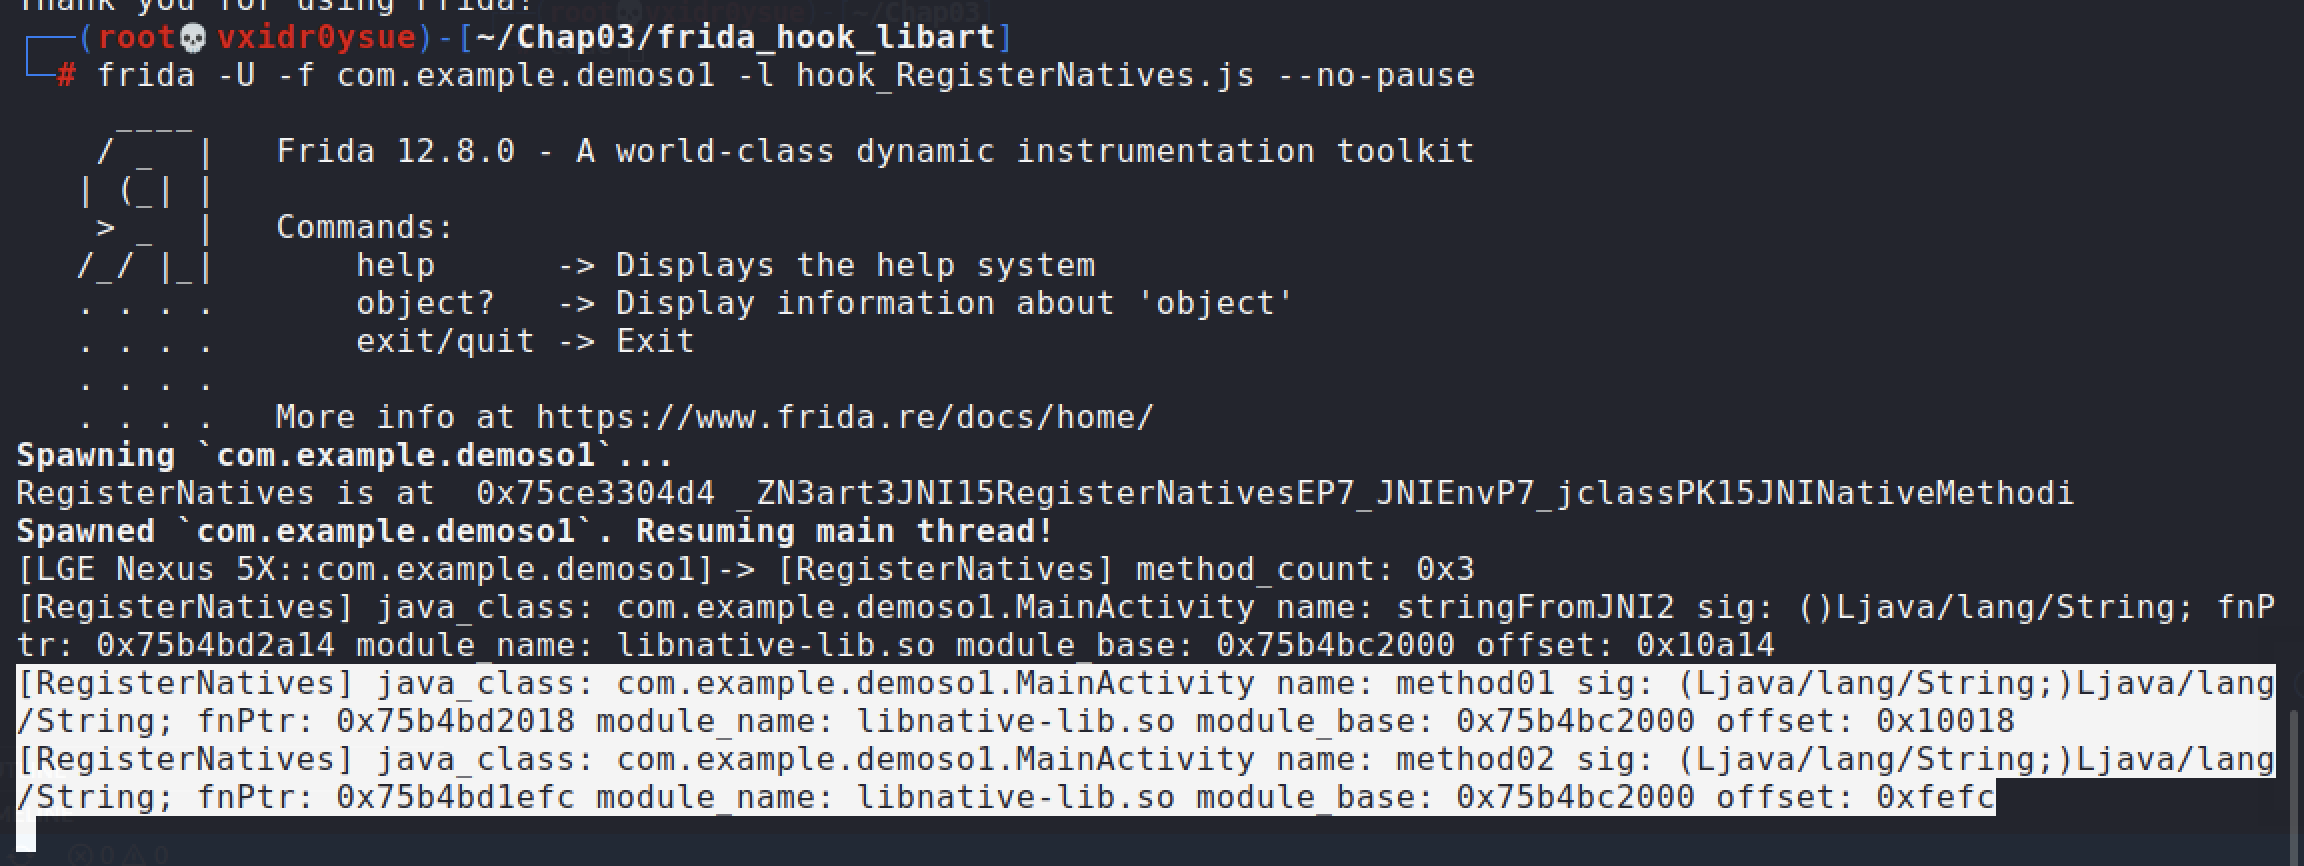 Thank you for using Frida!
┌──(root💀vxidr0ysue)-[~/Chap03/frida_hook_libart]
└─# frida -U -f com.example.demoso1 -l hook_RegisterNatives.js --no-pause
     ____
    / _  |   Frida 12.8.0 - A world-class dynamic instrumentation toolkit
   | (_| |
    > _  |   Commands:
   /_/ |_|       help      -> Displays the help system
   . . . .       object?   -> Display information about 'object'
   . . . .       exit/quit -> Exit
   . . . .
   . . . .   More info at https://www.frida.re/docs/home/
Spawning `com.example.demoso1`...
RegisterNatives is at  0x75ce3304d4 _ZN3art3JNI15RegisterNativesEP7_JNIEnvP7_jclassPK15JNINativeMethodi
Spawned `com.example.demoso1`. Resuming main thread!
[LGE Nexus 5X::com.example.demoso1]-> [RegisterNatives] method_count: 0x3
[RegisterNatives] java_class: com.example.demoso1.MainActivity name: stringFromJNI2 sig: ()Ljava/lang/String; fnP
tr: 0x75b4bd2a14 module_name: libnative-lib.so module_base: 0x75b4bc2000 offset: 0x10a14
[RegisterNatives] java_class: com.example.demoso1.MainActivity name: method01 sig: (Ljava/lang/String;)Ljava/lang
/String; fnPtr: 0x75b4bd2018 module_name: libnative-lib.so module_base: 0x75b4bc2000 offset: 0x10018
[RegisterNatives] java_class: com.example.demoso1.MainActivity name: method02 sig: (Ljava/lang/String;)Ljava/lang
/String; fnPtr: 0x75b4bd1efc module_name: libnative-lib.so module_base: 0x75b4bc2000 offset: 0xfefc